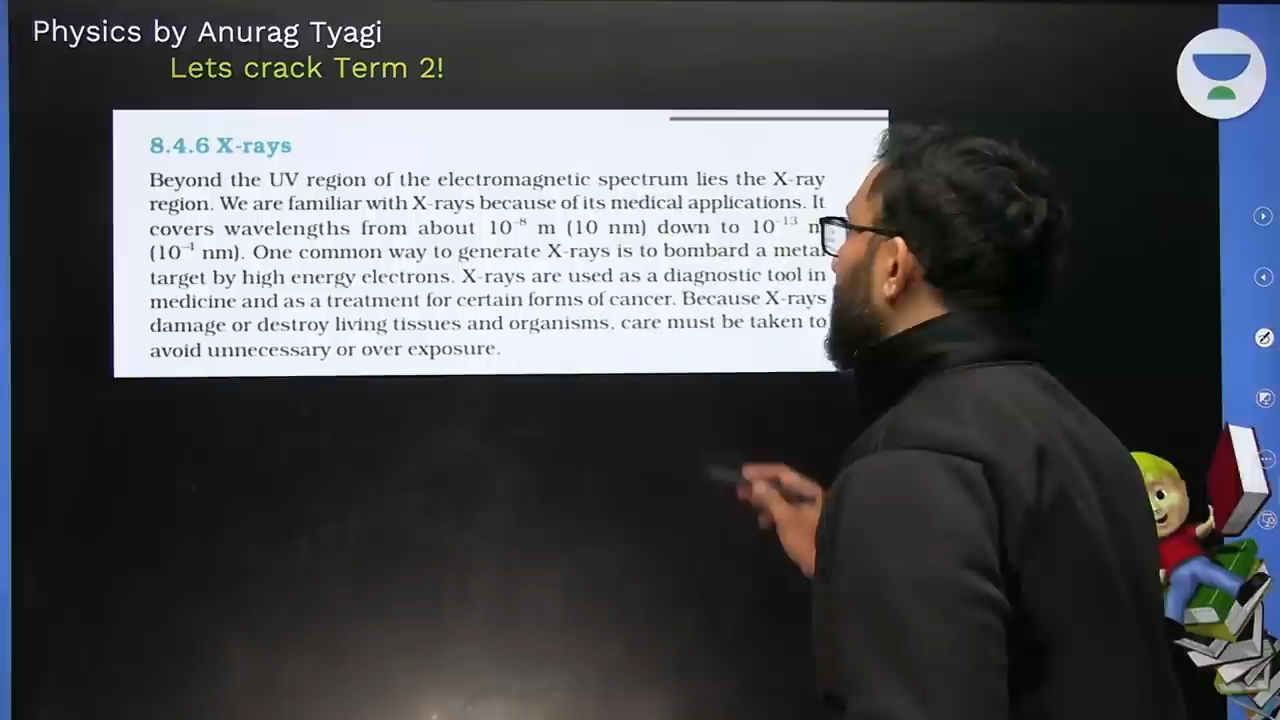 Physics by Anurag Tyagi
Lets crack Term 2!
8.4.6 X-rays
Beyond the UV region of the electromagnetic spectrum lies the X-ray
region. We are familiar with X-rays because of its medical applications. It
covers wavelengths from about 10⁻⁸ m (10 nm) down to 10⁻¹³ m
(10⁻⁴ nm). One common way to generate X-rays is to bombard a metal
target by high energy electrons. X-rays are used as a diagnostic tool in
medicine and as a treatment for certain forms of cancer. Because X-rays
damage or destroy living tissues and organisms, care must be taken to
avoid unnecessary or over exposure.